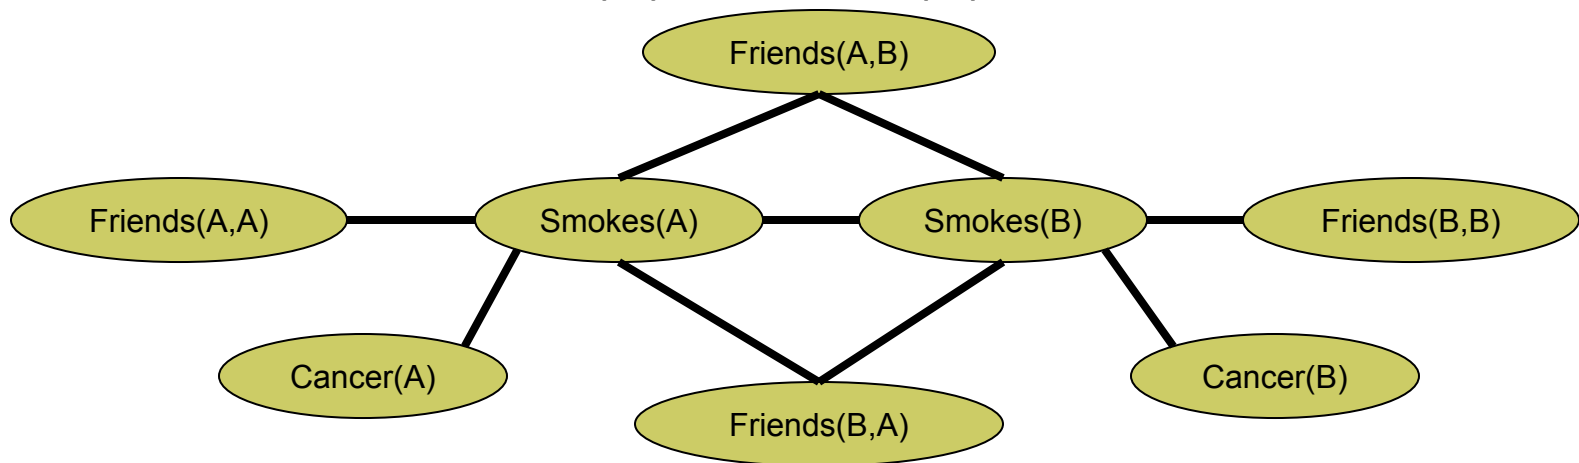 Friends(A,B)
Friends(A,A)
Smokes(A)
Smokes(B)
Friends(B,B)
Cancer(A)
Cancer(B)
Friends(B,A)